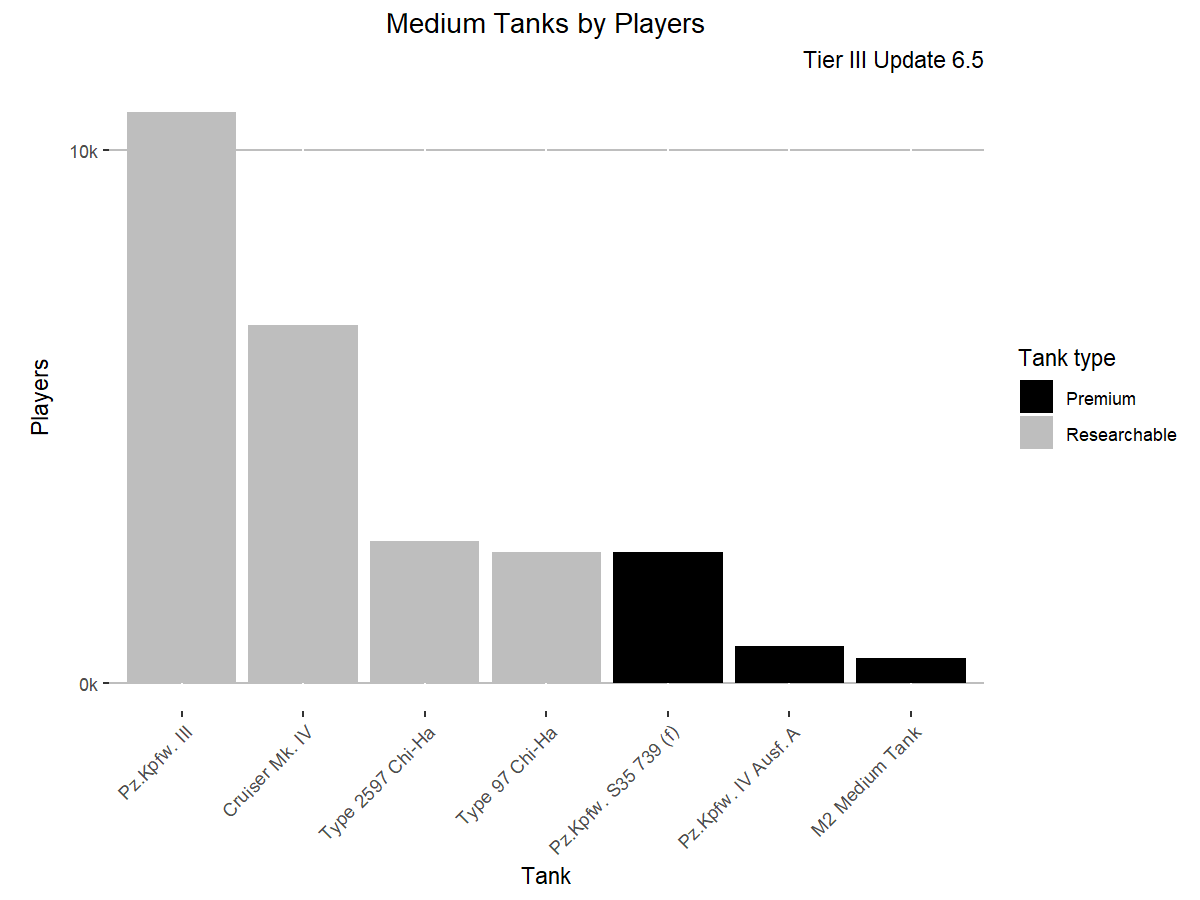 Medium Tanks by Players
Tier III Update 6.5
10k
0k
Players
Pz.Kpfw. III
Cruiser Mk. IV
Type 2597 Chi-Ha
Type 97 Chi-Ha
Pz.Kpfw. S35 739 (f)
Pz.Kpfw. IV Ausf. A
M2 Medium Tank
Tank
Tank type
Premium
Researchable